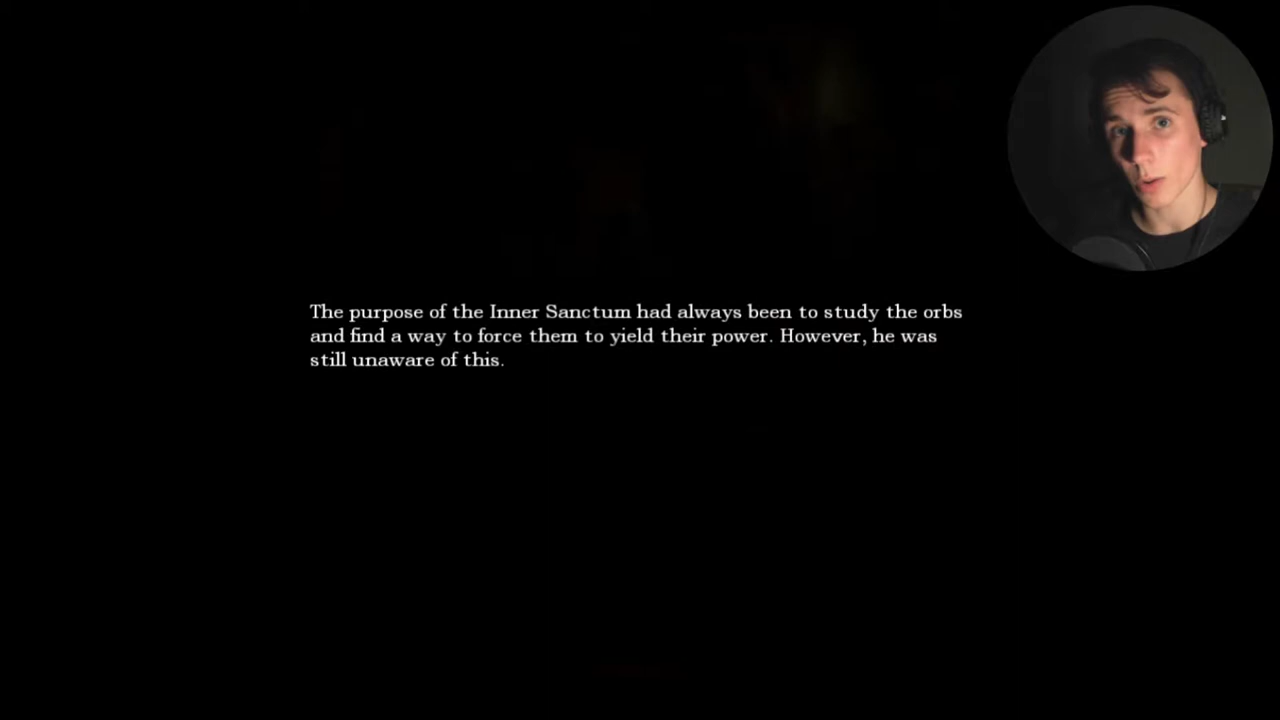 The purpose of the Inner Sanctum had always been to study the orbs
and find a way to force them to yield their power. However, he was
still unaware of this.